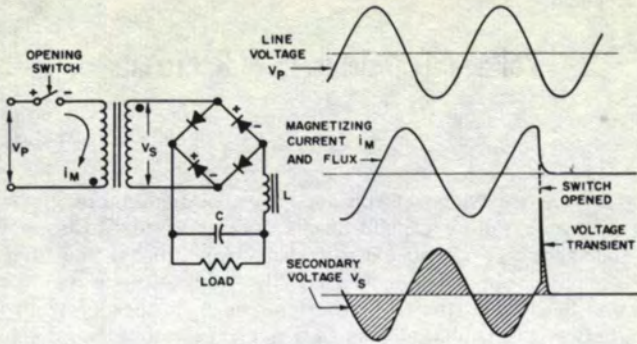 OPENING
SWITCH
+
-
VP
iM
VS
+
-
+
-
L
C
LOAD
LINE
VOLTAGE
VP
MAGNETIZING
CURRENT iM
AND FLUX
SWITCH
OPENED
VOLTAGE
TRANSIENT
SECONDARY
VOLTAGE VS